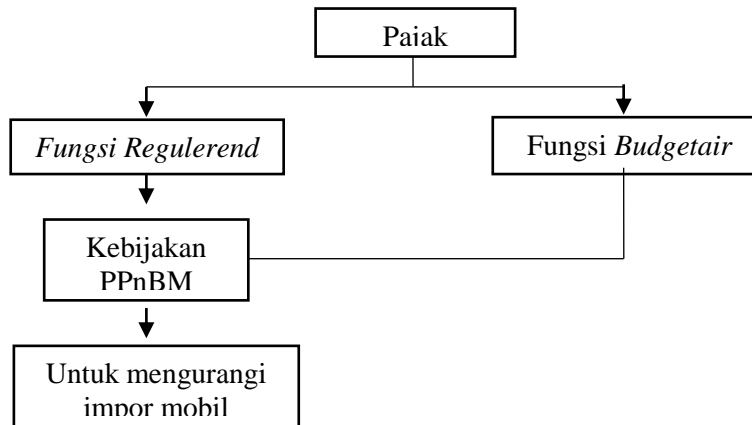 Pajak
Fungsi Regulerend
Fungsi Budgetair
Kebijakan
PPnBM
Untuk mengurangi
impor mobil